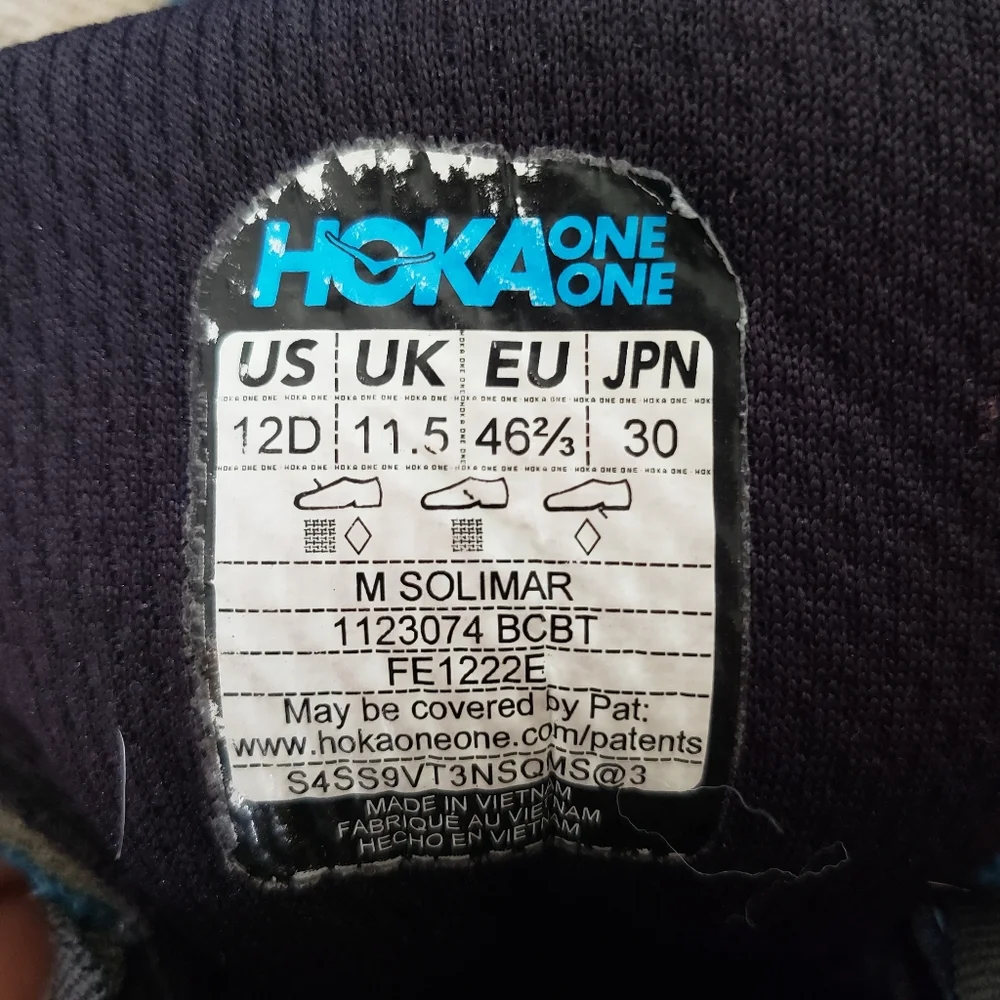 HOKA ONE ONE
US UK EU JPN
12D 11.5 46⅔ 30
M SOLIMAR
1123074 BCBT
FE1222E
May be covered by Pat:
www.hokaoneone.com/patents
S4SS9VT3NSQMS@3
MADE IN VIETNAM
FABRIQUÉ AU VIETNAM
HECHO EN VIETNAM